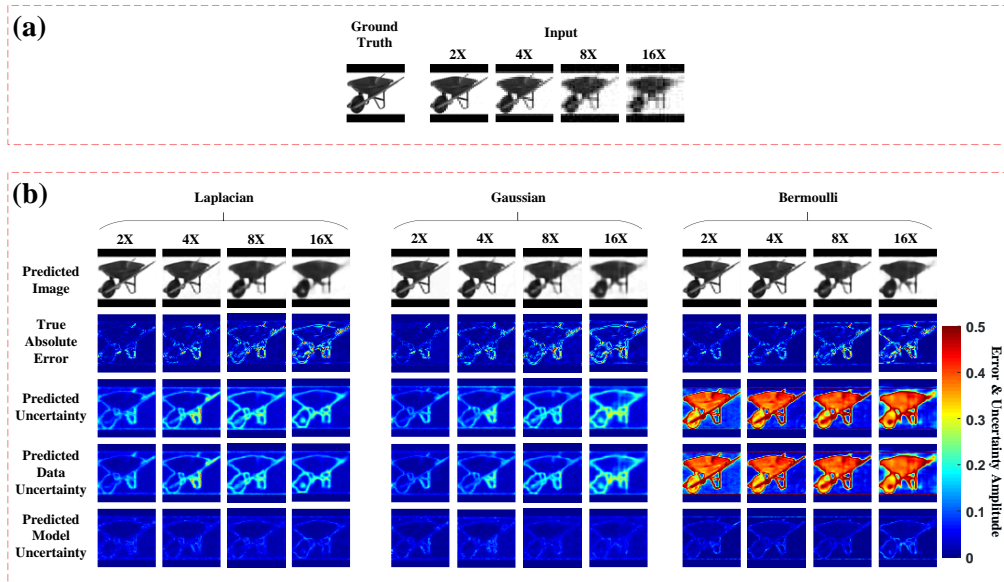 (a)
Ground
Truth
Input
2X 4X 8X 16X
(b)
Laplacian Gaussian Bermoulli
2X 4X 8X 16X 2X 4X 8X 16X 2X 4X 8X 16X
Predicted
Image
True
Absolute
Error
Predicted
Uncertainty
Predicted
Data
Uncertainty
Predicted
Model
Uncertainty
0.5
0.4
0.3
0.2
0.1
0
Error & Uncertainty Amplitude